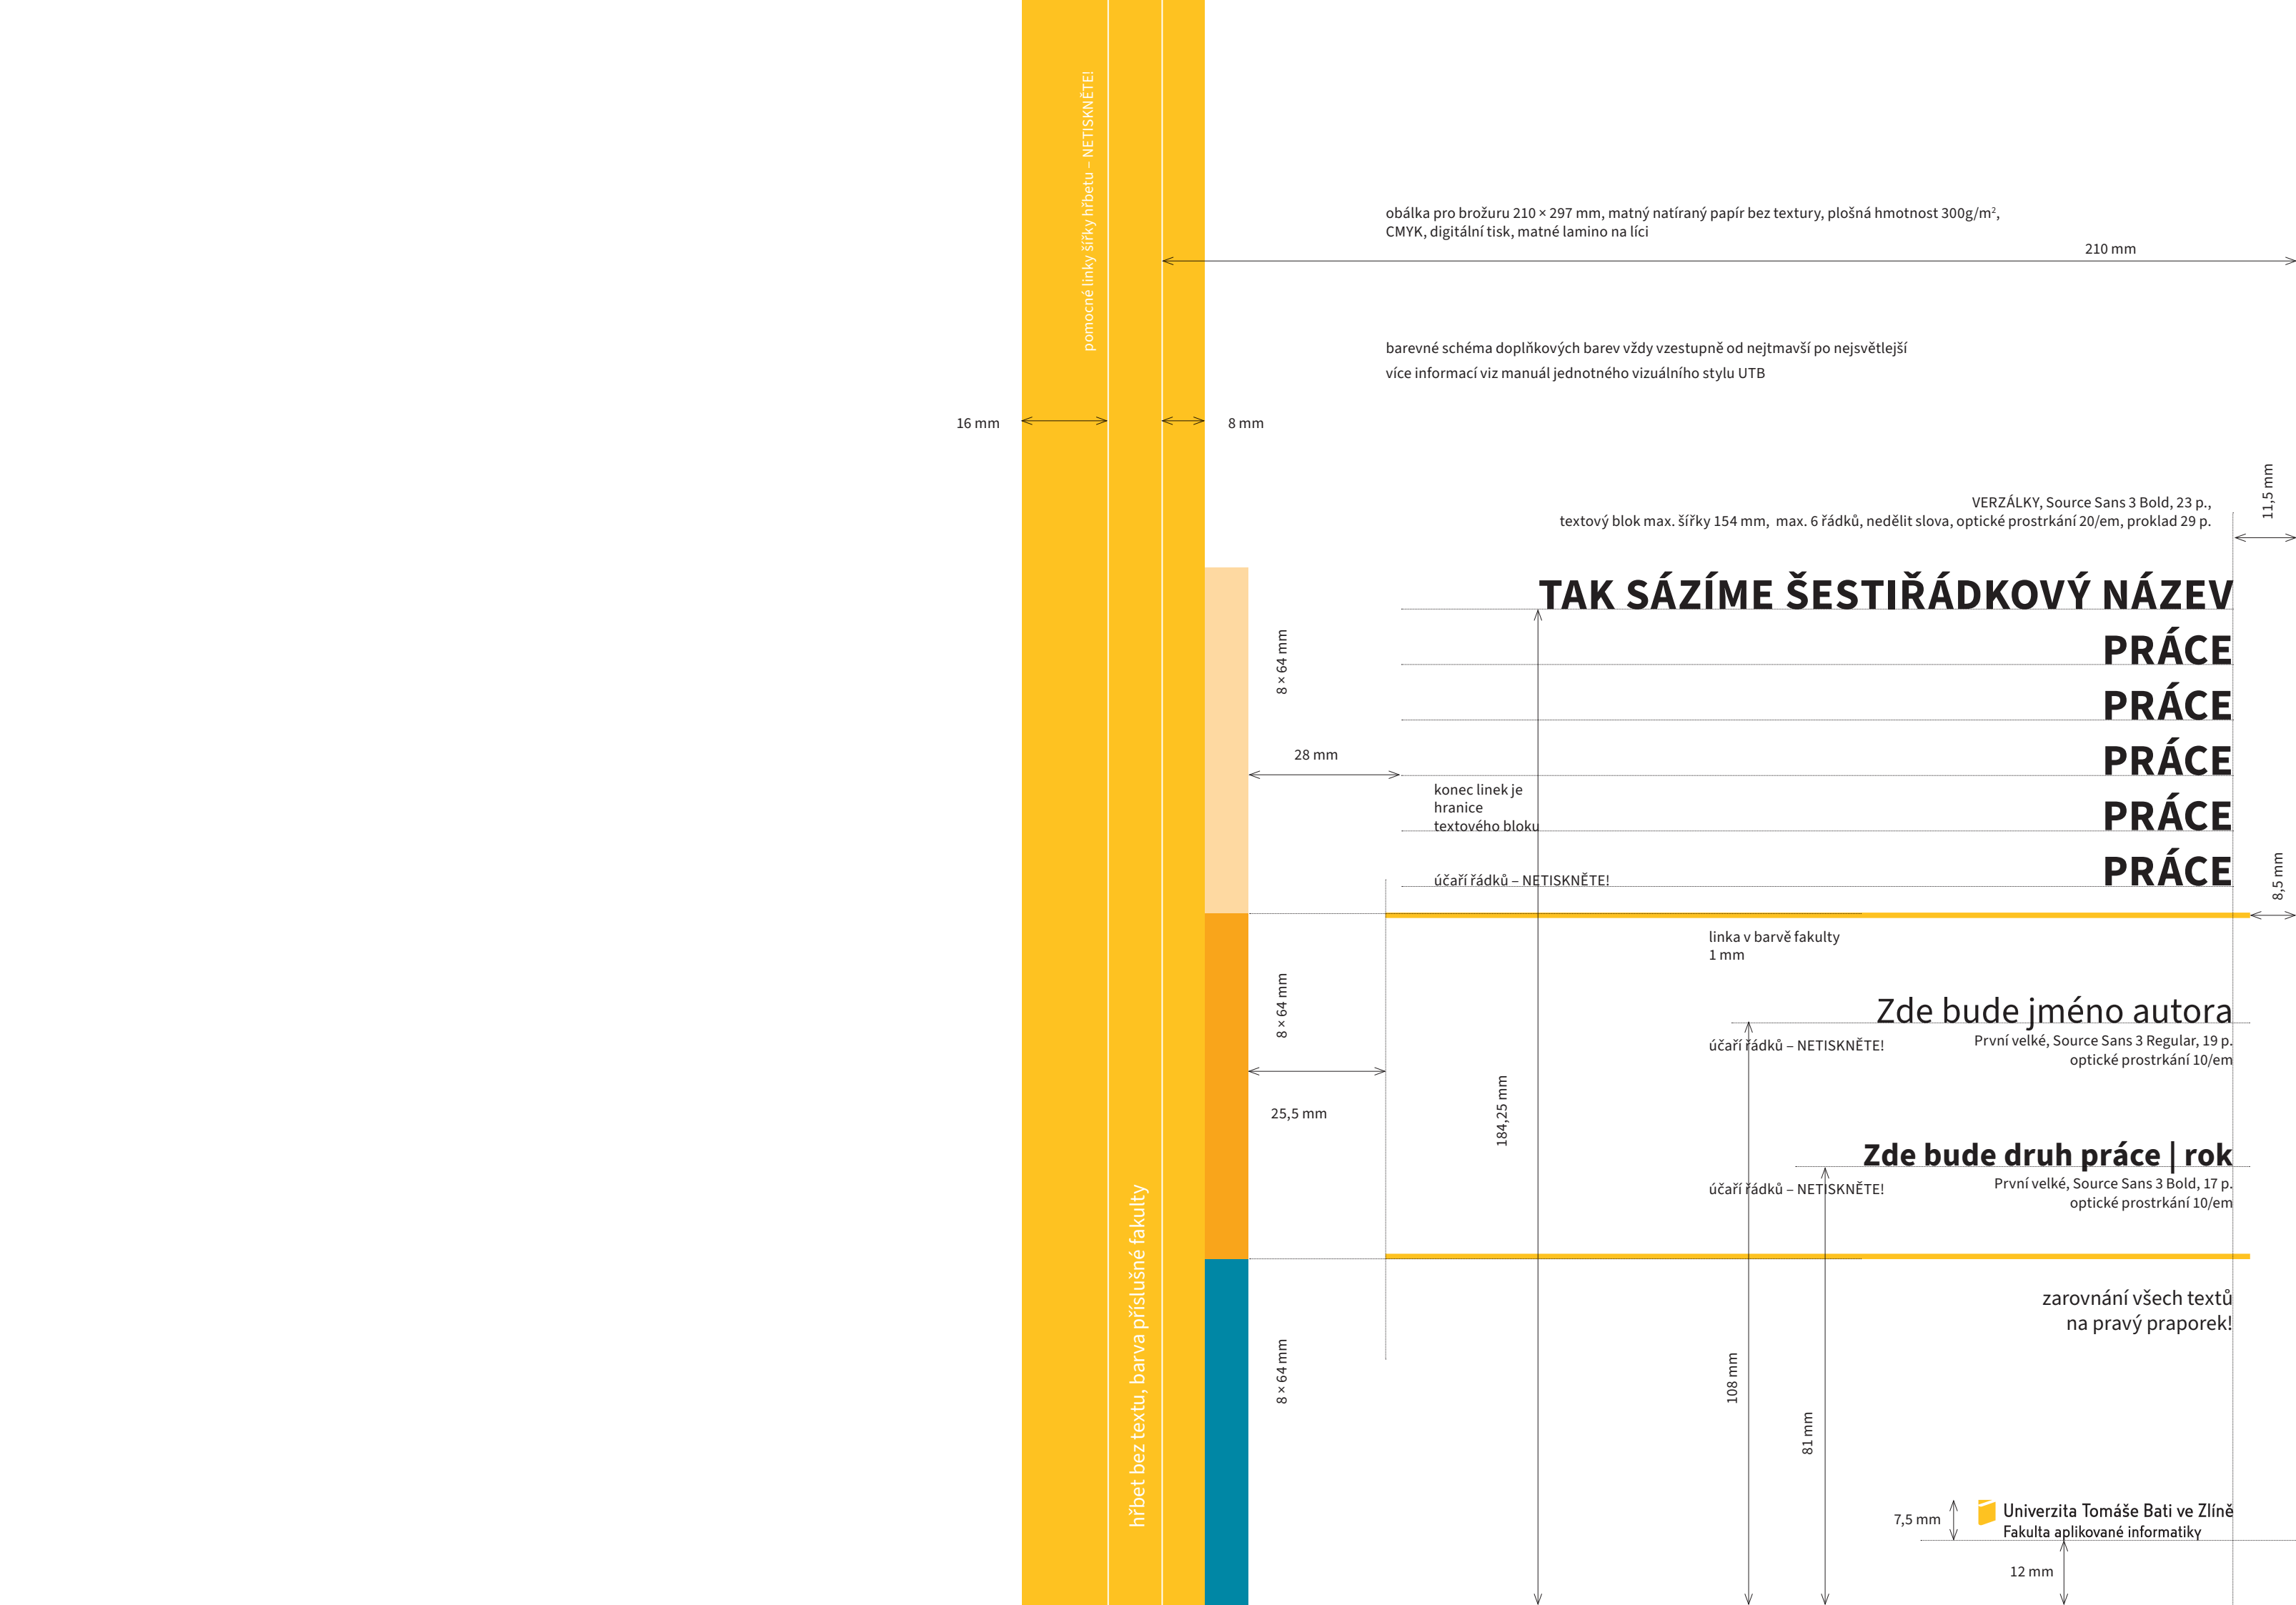 pomocné linky šířky hřbetu – NETISKNĚTE!
obálka pro brožuru 210 × 297 mm, matný natíraný papír bez textury, plošná hmotnost 300g/m²,
CMYK, digitální tisk, matné lamino na líci
210 mm
barevné schéma doplňkových barev vždy vzestupně od nejtmavší po nejsvětlejší
více informací viz manuál jednotného vizuálního stylu UTB
16 mm
8 mm
11,5 mm
VERZÁLKY, Source Sans 3 Bold, 23 p.,
textový blok max. šířky 154 mm, max. 6 řádků, nedělit slova, optické prostrkání 20/em, proklad 29 p.
TAK SÁZÍME ŠESTIŘÁDKOVÝ NÁZEV
PRÁCE
PRÁCE
PRÁCE
PRÁCE
PRÁCE
8 × 64 mm
28 mm
konec linek je
hranice
textového bloku
účaří řádků – NETISKNĚTE!
8,5 mm
linka v barvě fakulty
1 mm
8 × 64 mm
Zde bude jméno autora
účaří řádků – NETISKNĚTE!
První velké, Source Sans 3 Regular, 19 p.
optické prostrkání 10/em
25,5 mm
184,25 mm
Zde bude druh práce | rok
účaří řádků – NETISKNĚTE!
První velké, Source Sans 3 Bold, 17 p.
optické prostrkání 10/em
hřbet bez textu, barva příslušné fakulty
zarovnání všech textů
na pravý praporek!
8 × 64 mm
108 mm
81 mm
7,5 mm
Univerzita Tomáše Bati ve Zlíně
Fakulta aplikované informatiky
12 mm